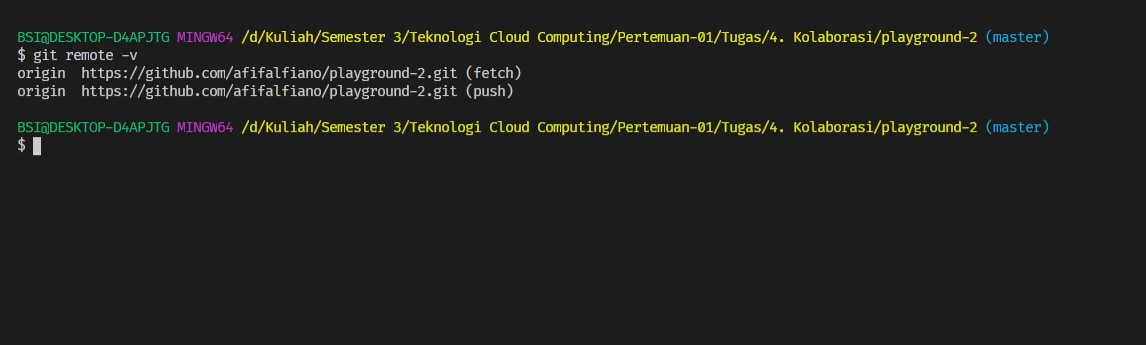 BSI@DESKTOP-D4APJTG MINGW64 /d/Kuliah/Semester 3/Teknologi Cloud Computing/Pertemuan-01/Tugas/4. Kolaborasi/playground-2 (master)
$ git remote -v
origin  https://github.com/afifalfiano/playground-2.git (fetch)
origin  https://github.com/afifalfiano/playground-2.git (push)
BSI@DESKTOP-D4APJTG MINGW64 /d/Kuliah/Semester 3/Teknologi Cloud Computing/Pertemuan-01/Tugas/4. Kolaborasi/playground-2 (master)
$